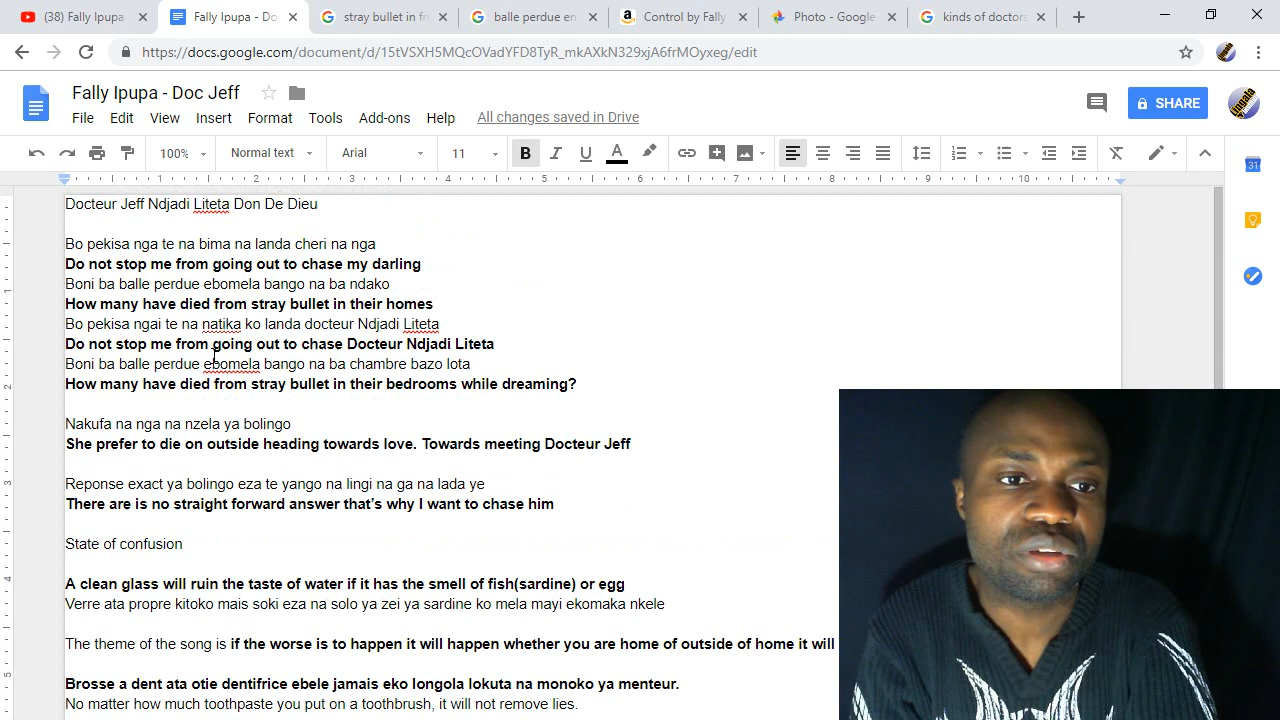 (38) Fally Ipupa
Fally Ipupa - Do
stray bullet in fr
balle perdue en
Control by Fally
Photo - Google
kinds of doctors
https://docs.google.com/document/d/15tVSXH5MQcOVadYFD8TyR_mkAXkN329xjA6frMOyxeg/edit
Fally Ipupa - Doc Jeff
SHARE
File Edit View Insert Format Tools Add-ons Help All changes saved in Drive
100% Normal text Arial 11 B I U A
1 2 3 4 5 6 7 8 9 10
31
Docteur Jeff Ndjadi Liteta Don De Dieu
Bo pekisa nga te na bima na landa cheri na nga
Do not stop me from going out to chase my darling
Boni ba balle perdue ebomela bango na ba ndako
How many have died from stray bullet in their homes
Bo pekisa ngai te na natika ko landa docteur Ndjadi Liteta
Do not stop me from going out to chase Docteur Ndjadi Liteta
Boni ba balle perdue ebomela bango na ba chambre bazo lota
How many have died from stray bullet in their bedrooms while dreaming?
Nakufa na nga na nzela ya bolingo
She prefer to die on outside heading towards love. Towards meeting Docteur Jeff
Reponse exact ya bolingo eza te yango na lingi na ga na lada ye
There are is no straight forward answer that's why I want to chase him
State of confusion
A clean glass will ruin the taste of water if it has the smell of fish(sardine) or egg
Verre ata propre kitoko mais soki eza na solo ya zei ya sardine ko mela mayi ekomaka nkele
The theme of the song is if the worse is to happen it will happen whether you are home of outside of home it will
Brosse a dent ata otie dentifrice ebele jamais eko longola lokuta na monoko ya menteur.
No matter how much toothpaste you put on a toothbrush, it will not remove lies.